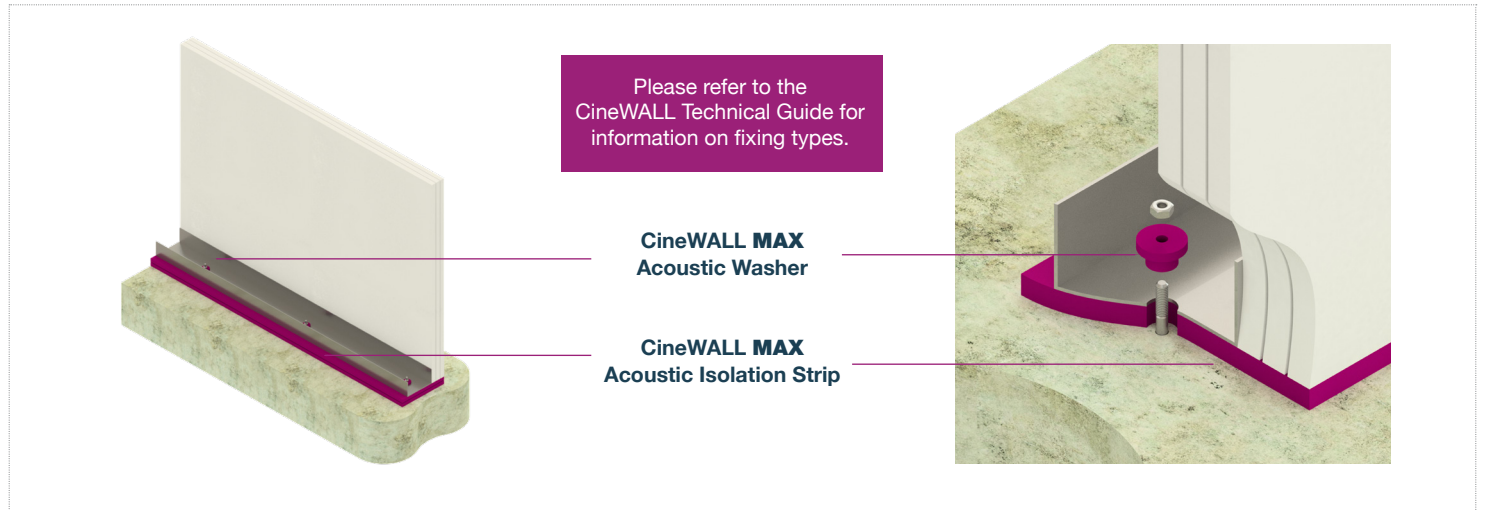 Please refer to the
CineWALL Technical Guide for
information on fixing types.
CineWALL MAX
Acoustic Washer
CineWALL MAX
Acoustic Isolation Strip